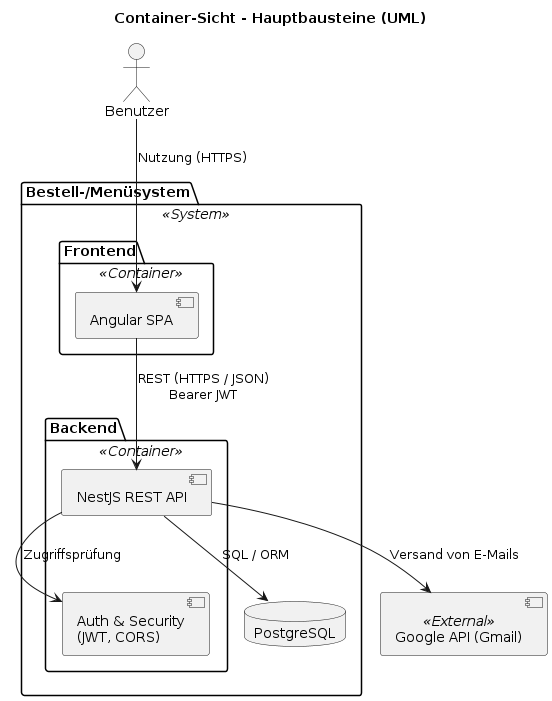 Container-Sicht - Hauptbausteine (UML)
Benutzer
Nutzung (HTTPS)
Bestell-/Menüsystem
«System»
Frontend
«Container»
Angular SPA
REST (HTTPS / JSON)
Bearer JWT
Backend
«Container»
NestJS REST API
Zugriffsprüfung
SQL / ORM
Versand von E-Mails
Auth & Security
(JWT, CORS)
PostgreSQL
«External»
Google API (Gmail)